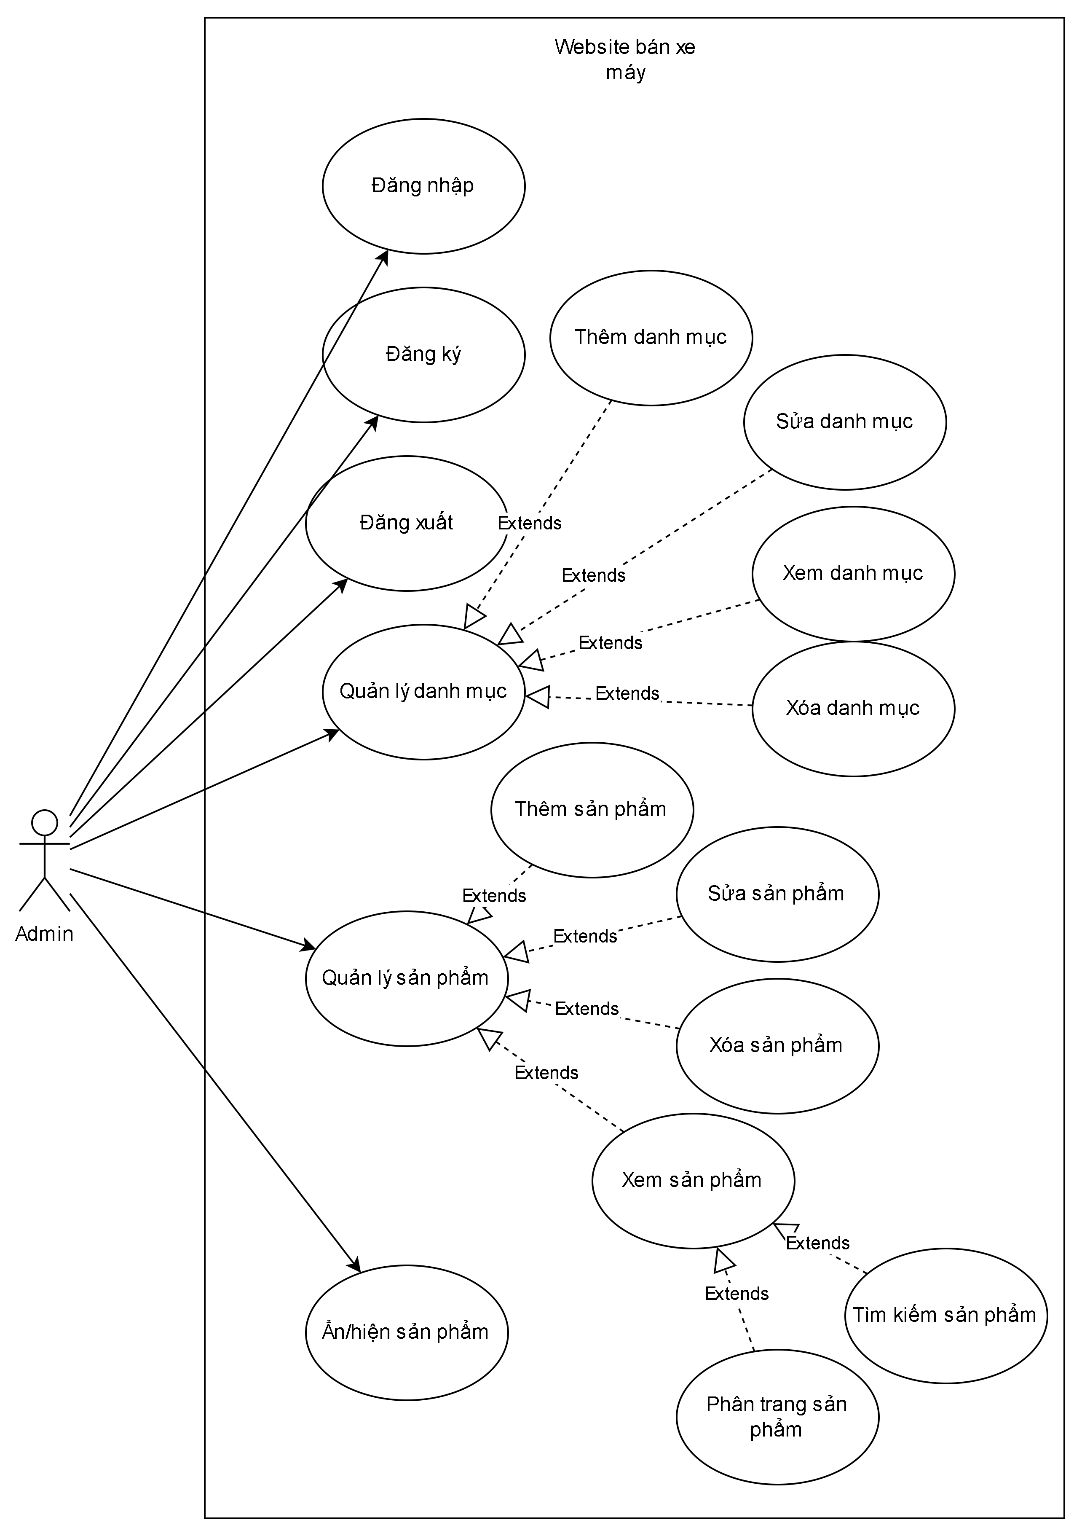 Website bán xe
máy
Đăng nhập
Thêm danh mục
Đăng ký
Sửa danh mục
Đăng xuất
Extends
Xem danh mục
Extends
Extends
Quản lý danh mục
Extends
Xóa danh mục
Thêm sản phẩm
Extends
Sửa sản phẩm
Admin
Extends
Quản lý sản phẩm
Extends
Xóa sản phẩm
Extends
Xem sản phẩm
Extends
Extends
Tìm kiếm sản phẩm
Ẩn/hiện sản phẩm
Phân trang sản
phẩm